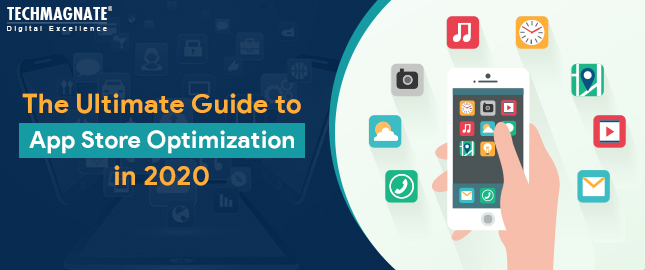 TECHMAGNATE®
Digital Excellence
The Ultimate Guide to
App Store Optimization
in 2020